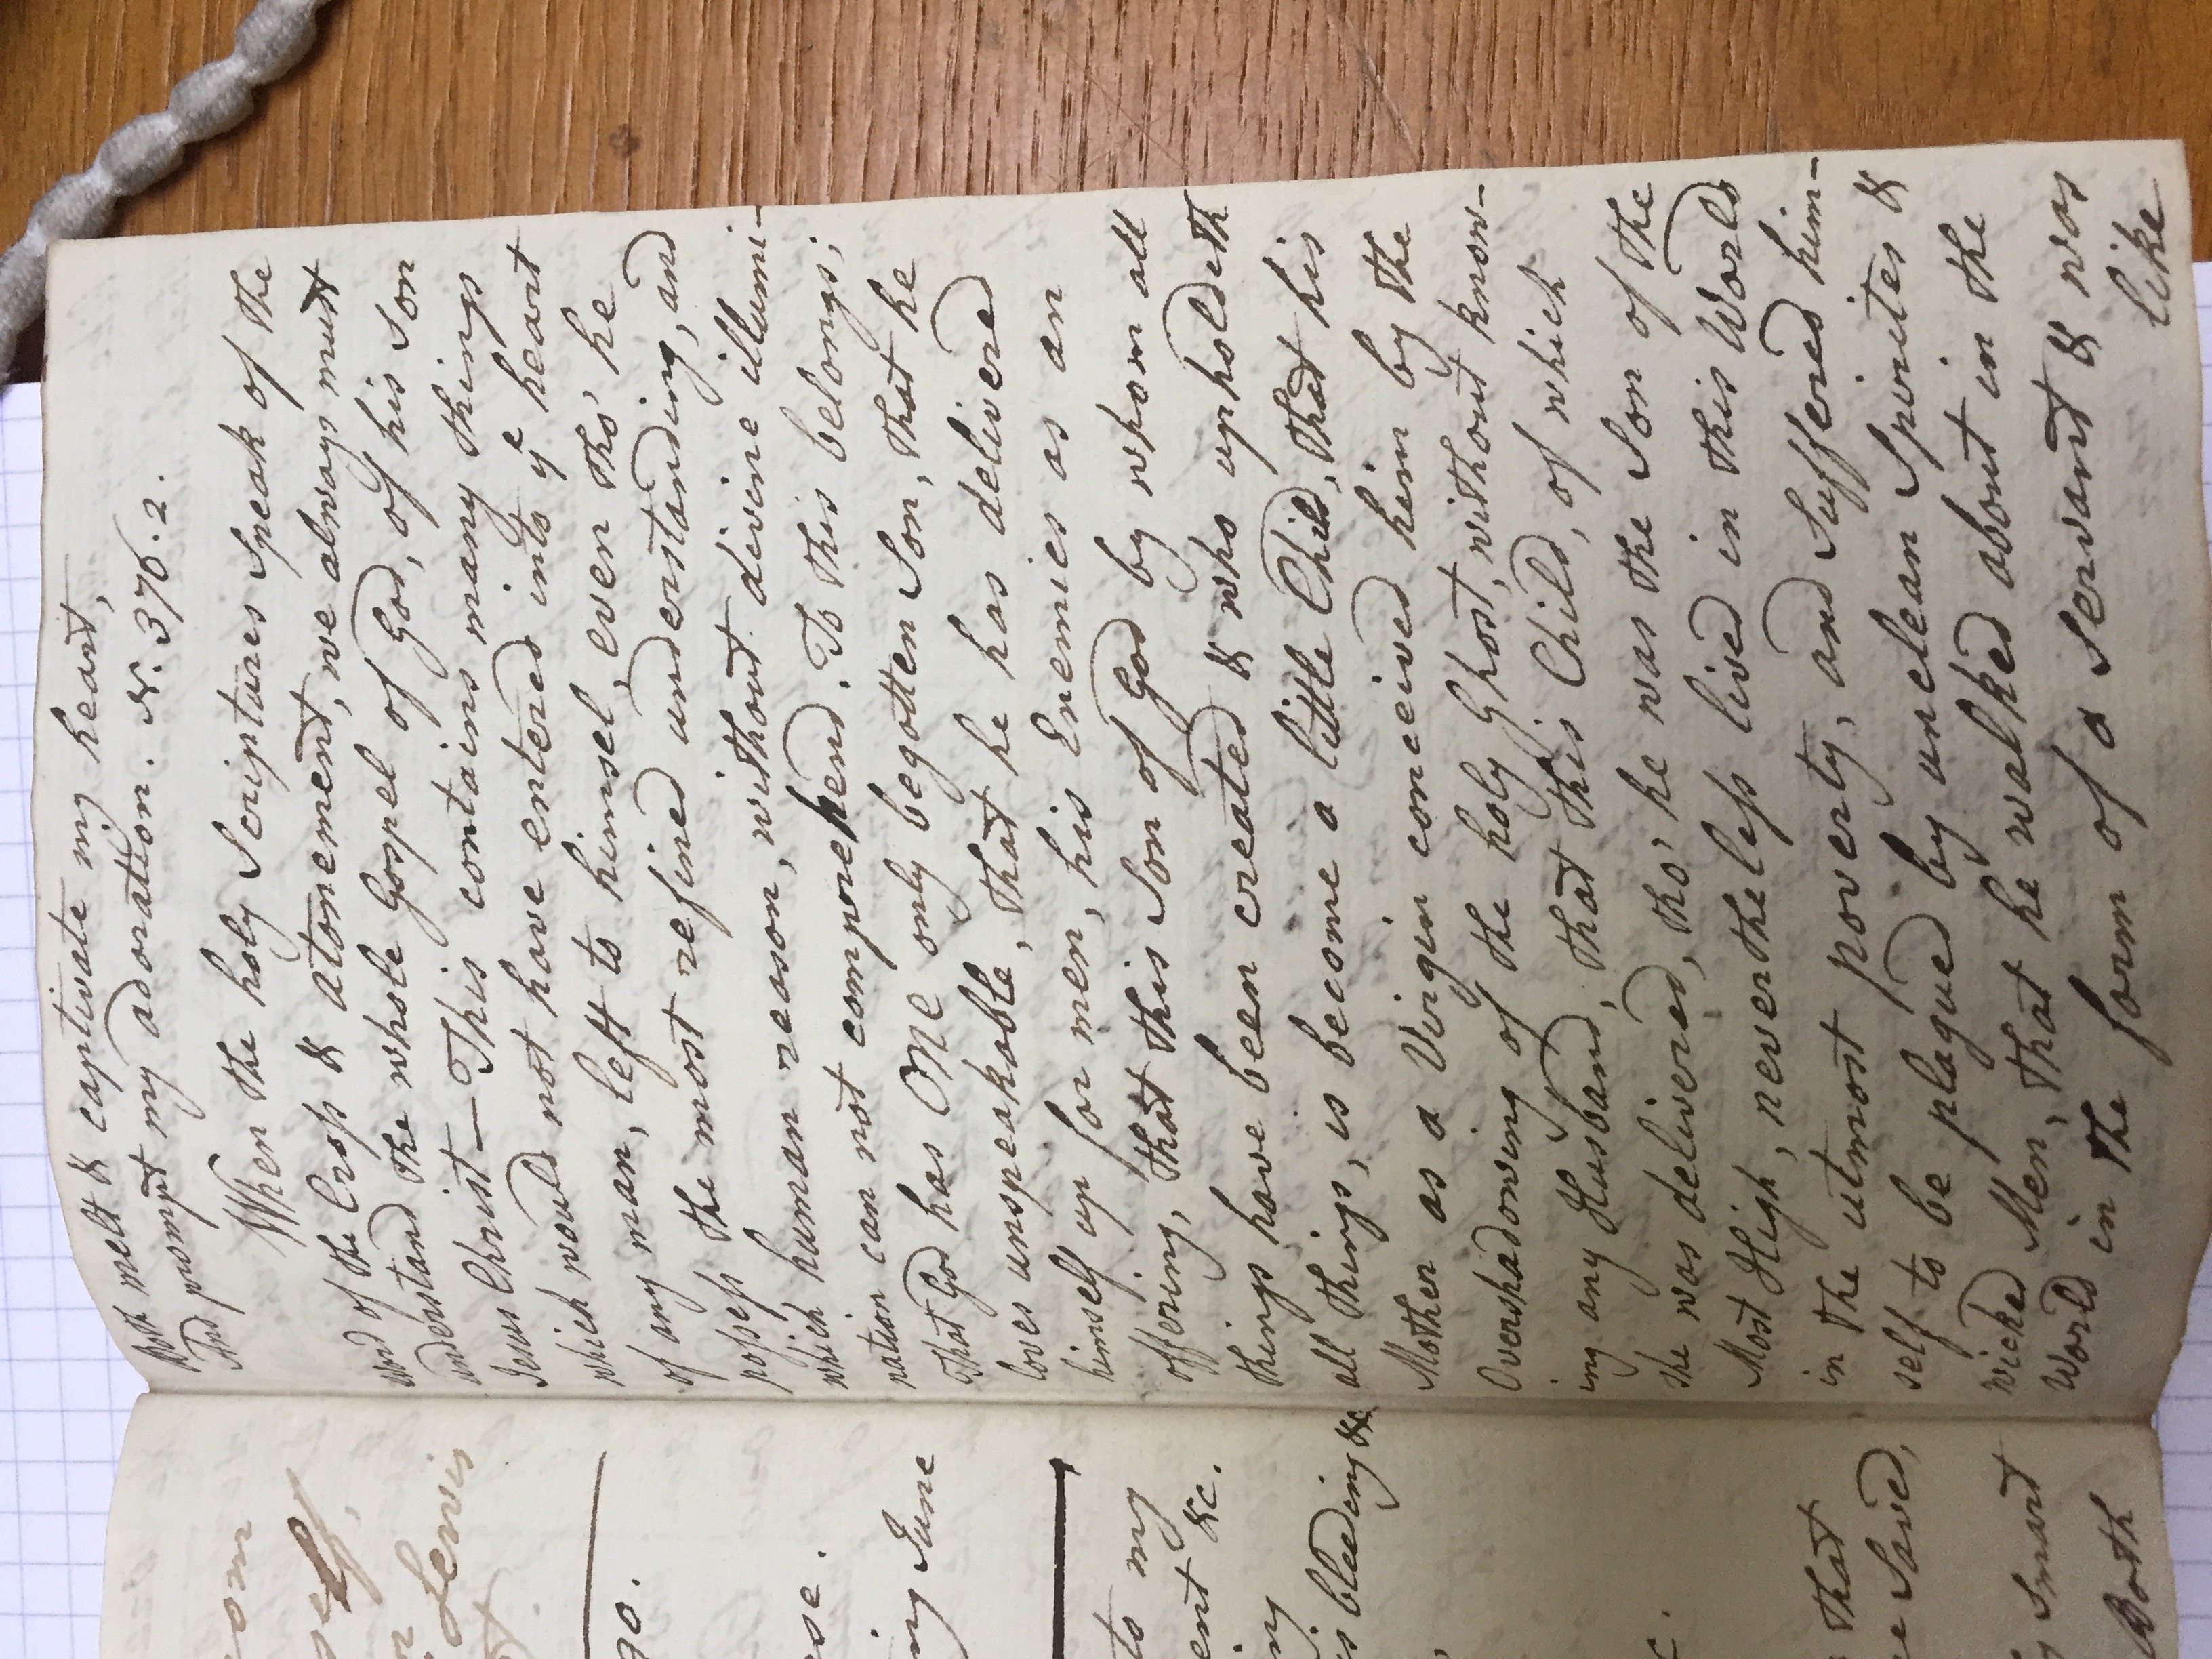 om
self,
Lewis
90.
ese.
ing June
to my
ent &c.
ing
is bleeding &c
c.
that
e Saved,
y smart
Both
Both melt & captivate my heart,
And prompt my adoration. N. 376.2.
When the holy Scriptures speak of the
word of the Croſs & atonement, we always must
understand the whole Gospel of God, of his Son
Jesus Christ — This contains many things
which would not have entered into yͤ heart
of any man, left to himsel, even tho' he
poſseſs the most refined understanding, and
which human reason, without divine illumi-
nation can not comprehend. To this belongs;
That God has One only begotten Son, that he
loves unspeakable, that he has delivered
himself up for men, his Enemies as an
offering, that this Son of God by whom all
things have been created & who upholdeth
all things, is become a little Child, that his
Mother as a Virgin conceived him by the
Overshadowing of the holy Ghost, without know-
ing any Husband, that this Child, of which
she was delivered, tho' he was the Son of the
Most High, neverthelesſs lived in this World
in the utmost poverty, and Suffered him-
self to be plagued by unclean Spirites &
wicked Men, that he walked about in the
World in the form of a Servant & was
like